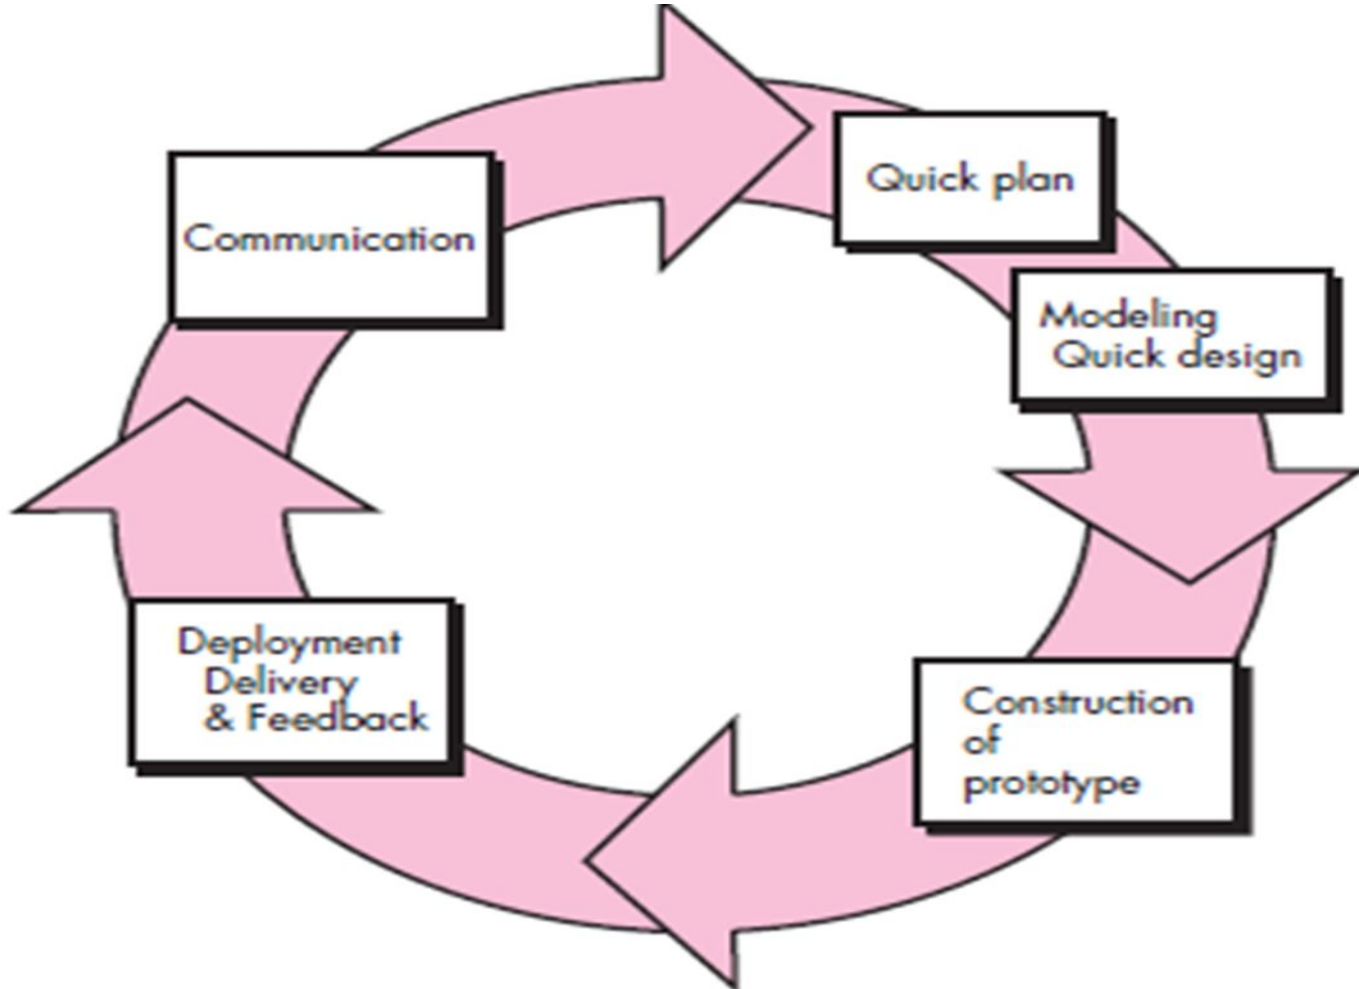 Communication
Quick plan
Modeling
Quick design
Construction
of
prototype
Deployment
Delivery
& Feedback